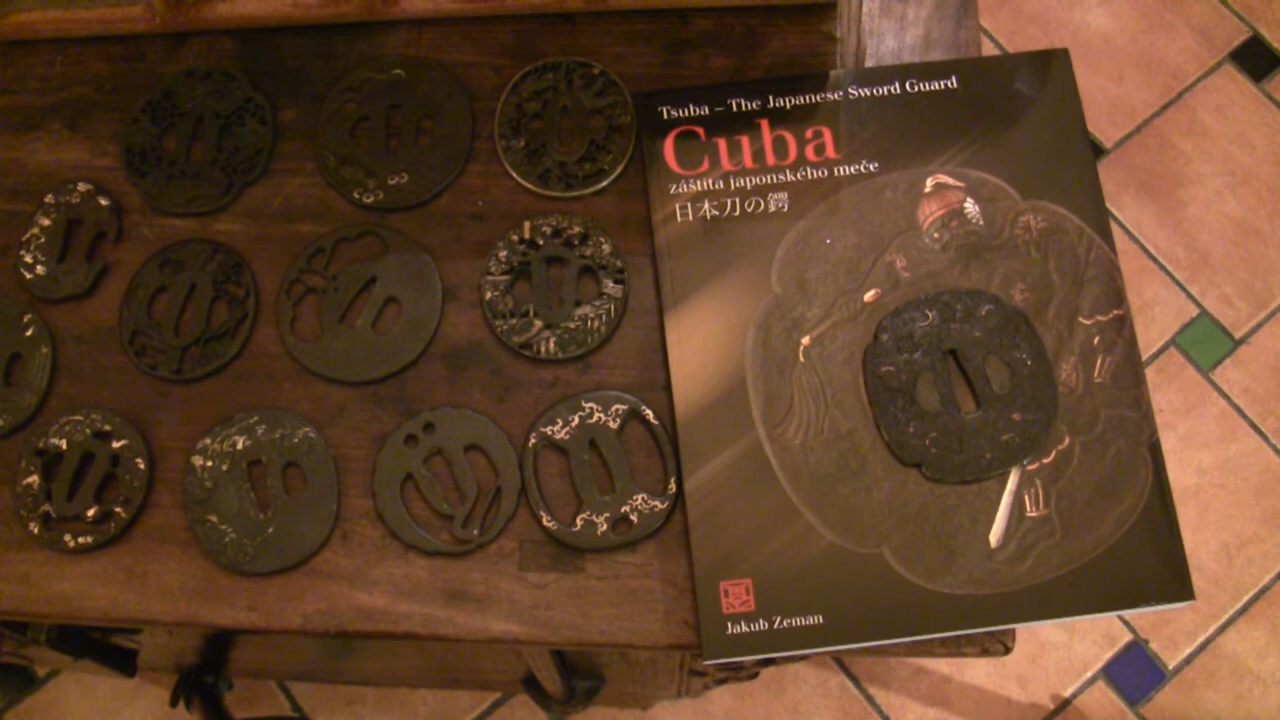 Tsuba – The Japanese Sword Guard
Cuba
záštita japonského meče
日本刀の鍔
Jakub Zeman